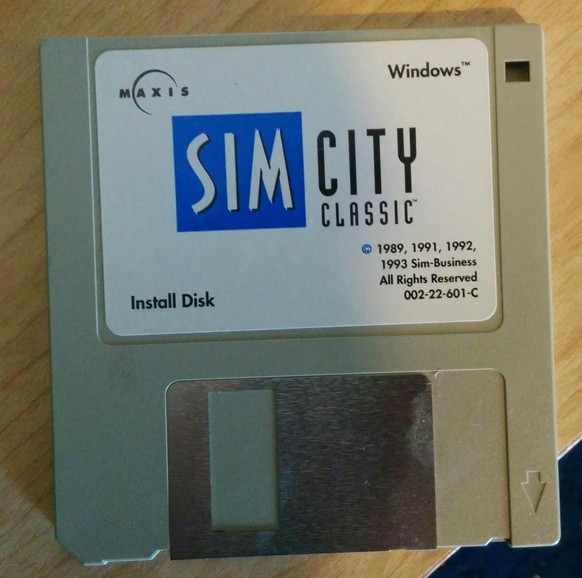 MAXIS
Windows™
SIM CITY
CLASSIC™
© 1989, 1991, 1992,
1993 Sim-Business
All Rights Reserved
002-22-601-C
Install Disk